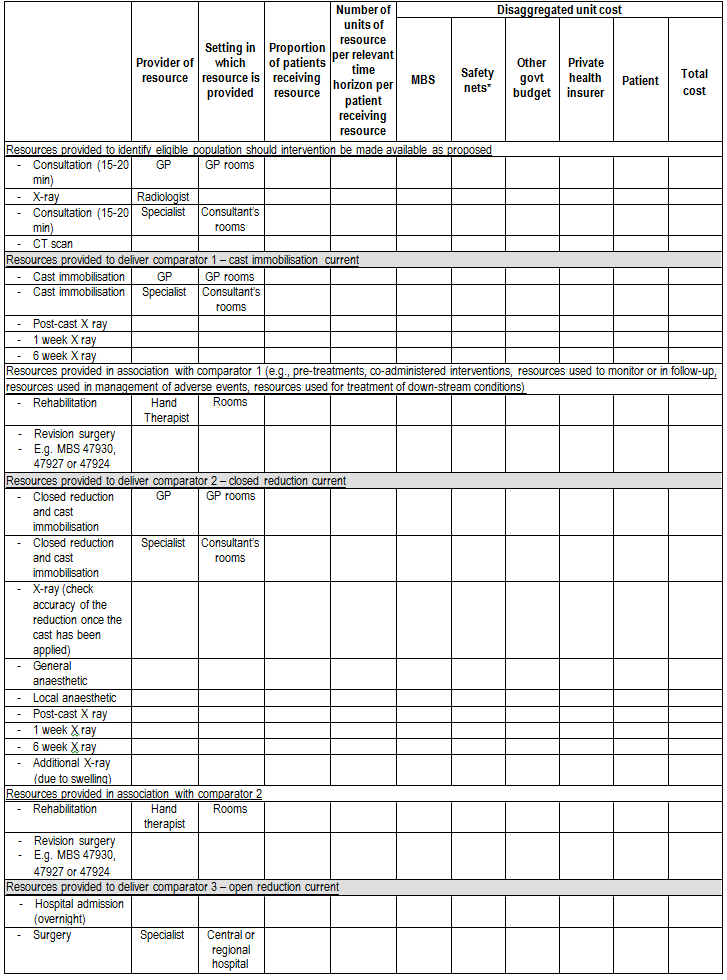 Provider of resource
Setting in which resource is provided
Proportion of patients receiving resource
Number of units of resource per relevant time horizon per patient receiving resource
Disaggregated unit cost
MBS
Safety nets*
Other govt budget
Private health insurer
Patient
Total cost
Resources provided to identify eligible population should intervention be made available as proposed
- Consultation (15-20 min) GP GP rooms
- X-ray Radiologist
- Consultation (15-20 min) Specialist Consultant's rooms
- CT scan
Resources provided to deliver comparator 1 – cast immobilisation current
- Cast immobilisation GP GP rooms
- Cast immobilisation Specialist Consultant's rooms
- Post-cast X ray
- 1 week X ray
- 6 week X ray
Resources provided in association with comparator 1 (e.g., pre-treatments, co-administered interventions, resources used to monitor or in follow-up,
resources used in management of adverse events, resources used for treatment of down-stream conditions)
- Rehabilitation Hand Therapist Rooms
- Revision surgery
- E.g. MBS 47930, 47927 or 47924
Resources provided to deliver comparator 2 – closed reduction current
- Closed reduction and cast immobilisation GP GP rooms
- Closed reduction and cast immobilisation Specialist Consultant's rooms
- X-ray (check accuracy of the reduction once the cast has been applied)
- General anaesthetic
- Local anaesthetic
- Post-cast X ray
- 1 week X ray
- 6 week X ray
- Additional X-ray (due to swelling)
Resources provided in association with comparator 2
- Rehabilitation Hand therapist Rooms
- Revision surgery
- E.g. MBS 47930, 47927 or 47924
Resources provided to deliver comparator 3 – open reduction current
- Hospital admission (overnight)
- Surgery Specialist Central or regional hospital